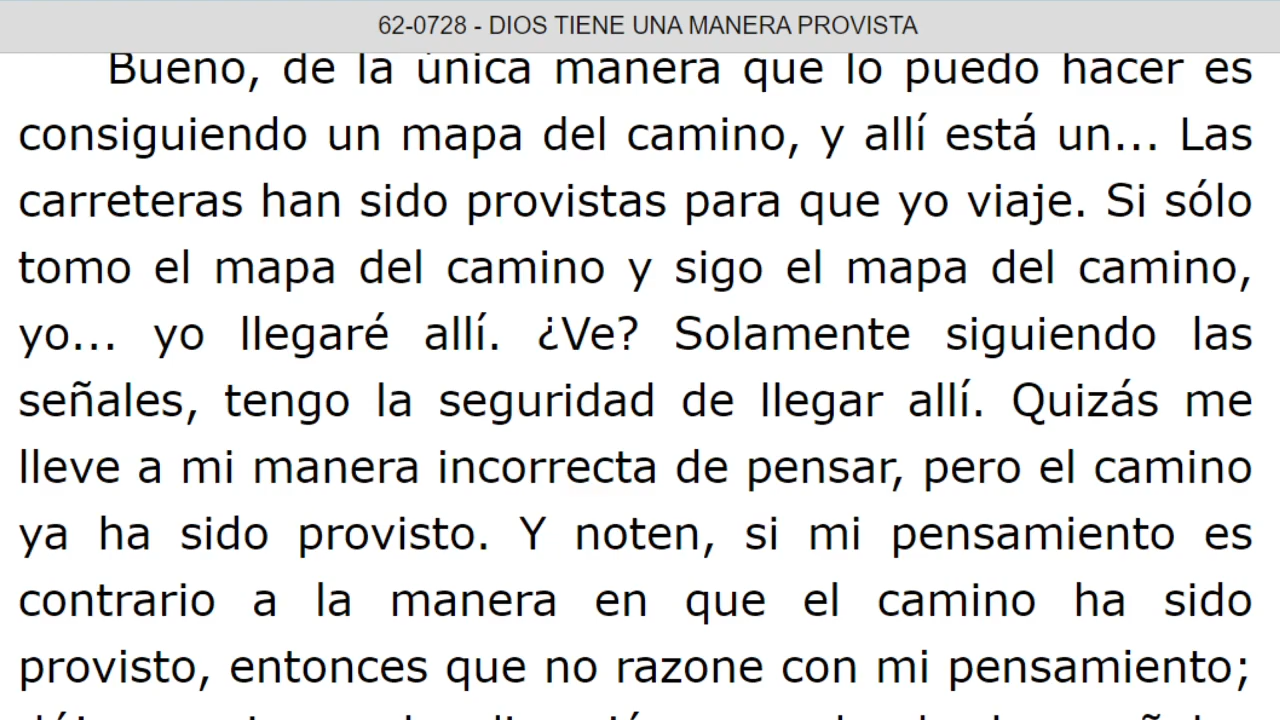 62-0728 - DIOS TIENE UNA MANERA PROVISTA
Bueno, de la única manera que lo puedo hacer es
consiguiendo un mapa del camino, y allí está un... Las
carreteras han sido provistas para que yo viaje. Si sólo
tomo el mapa del camino y sigo el mapa del camino,
yo... yo llegaré allí. ¿Ve? Solamente siguiendo las
señales, tengo la seguridad de llegar allí. Quizás me
lleve a mi manera incorrecta de pensar, pero el camino
ya ha sido provisto. Y noten, si mi pensamiento es
contrario a la manera en que el camino ha sido
provisto, entonces que no razone con mi pensamiento;